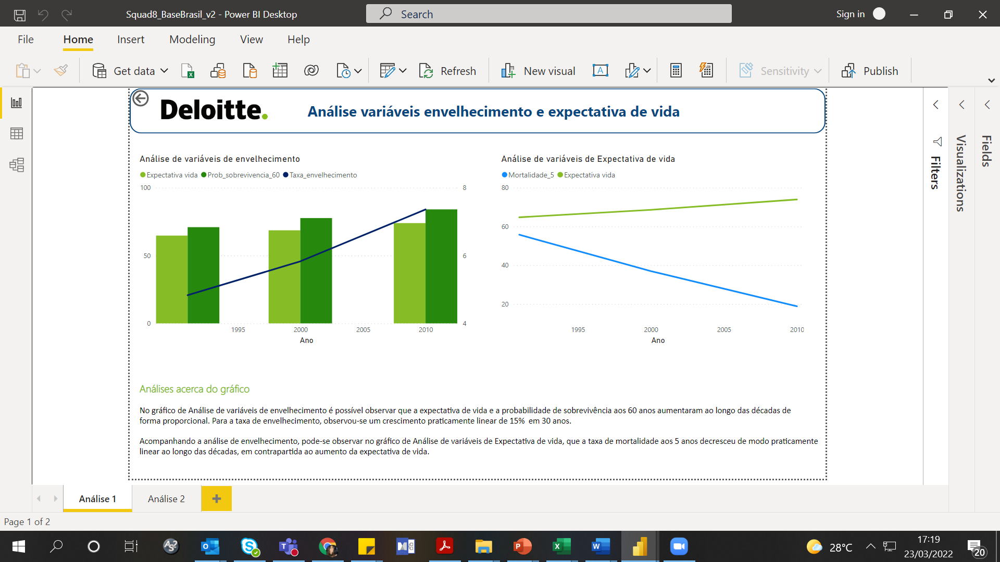 Squad8_BaseBrasil_v2 - Power BI Desktop
Search
Sign in
File Home Insert Modeling View Help
Get data
Refresh
New visual
Sensitivity
Publish
Deloitte.
Análise variáveis envelhecimento e expectativa de vida
Análise de variáveis de envelhecimento
Expectativa vida Prob_sobrevivencia_60 Taxa_envelhecimento
100
50
0
8
6
4
1995 2000 2005 2010
Ano
Análise de variáveis de Expectativa de vida
Mortalidade_5 Expectativa vida
80
60
40
20
1995 2000 2005 2010
Ano
Análises acerca do gráfico
No gráfico de Análise de variáveis de envelhecimento é possível observar que a expectativa de vida e a probabilidade de sobrevivência aos 60 anos aumentaram ao longo das décadas de
forma proporcional. Para a taxa de envelhecimento, observou-se um crescimento praticamente linear de 15% em 30 anos.
Acompanhando a análise de envelhecimento, pode-se observar no gráfico de Análise de variáveis de Expectativa de vida, que a taxa de mortalidade aos 5 anos decresceu de modo praticamente
linear ao longo das décadas, em contrapartida ao aumento da expectativa de vida.
Filters
Visualizations
Fields
Análise 1
Análise 2
Page 1 of 2
28°C
17:19
23/03/2022
20